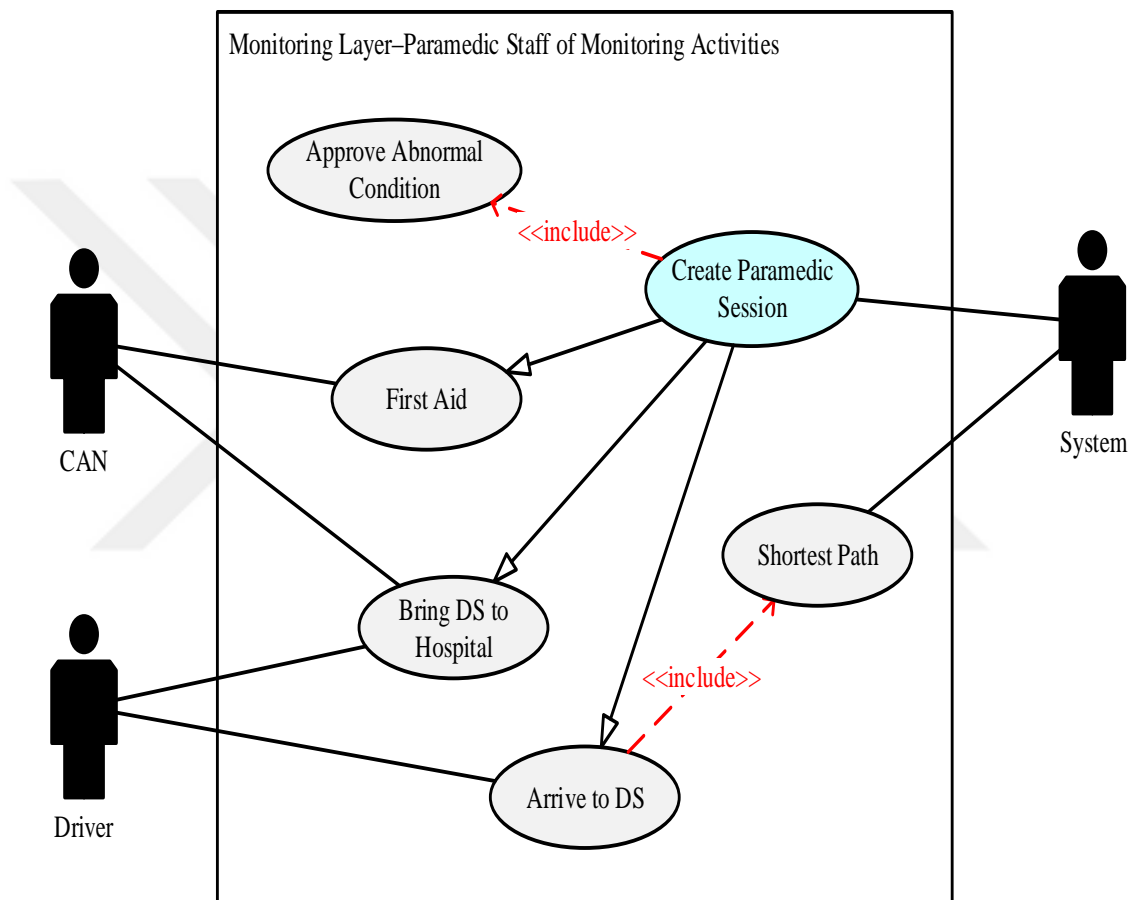 Monitoring Layer–Paramedic Staff of Monitoring Activities
Approve Abnormal
Condition
<<include>>
Create Paramedic
Session
First Aid
CAN
System
Shortest Path
Bring DS to
Hospital
<<include>>
Arrive to DS
Driver